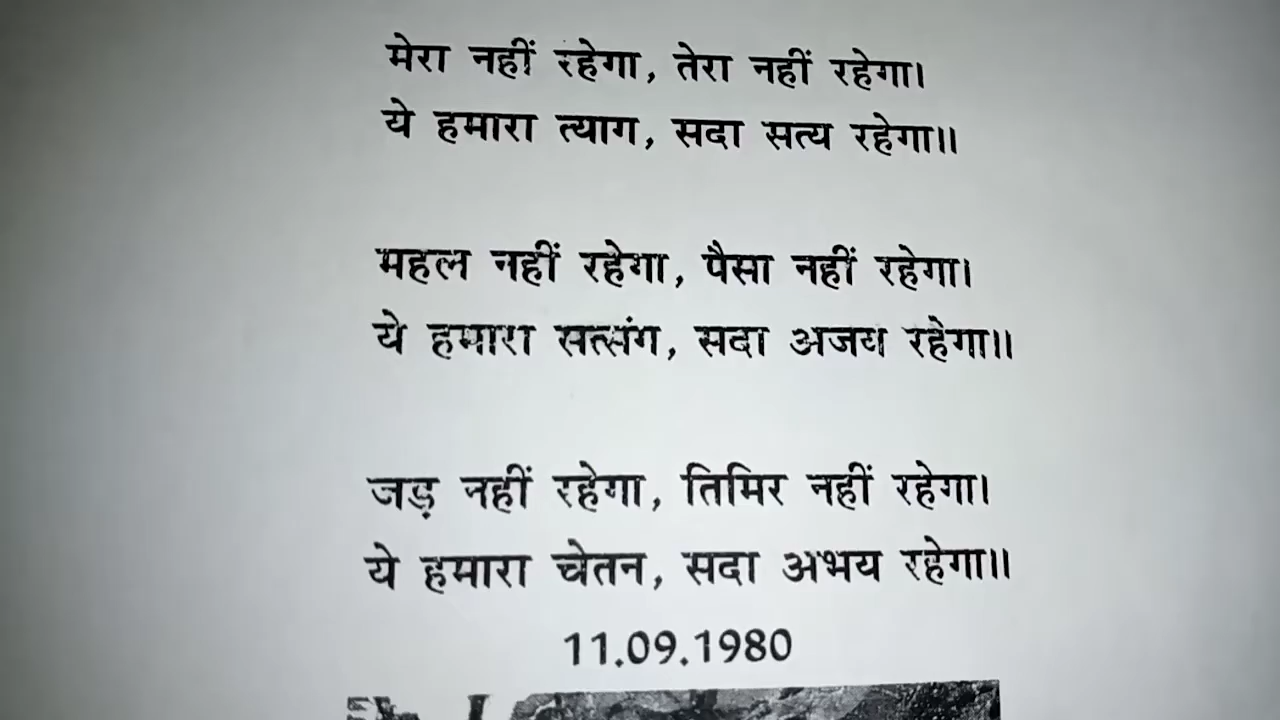 मेरा नहीं रहेगा, तेरा नहीं रहेगा।
ये हमारा त्याग, सदा सत्य रहेगा॥
महल नहीं रहेगा, पैसा नहीं रहेगा।
ये हमारा सत्संग, सदा अजय रहेगा॥
जड़ नहीं रहेगा, तिमिर नहीं रहेगा।
ये हमारा चेतन, सदा अभय रहेगा॥
11.09.1980